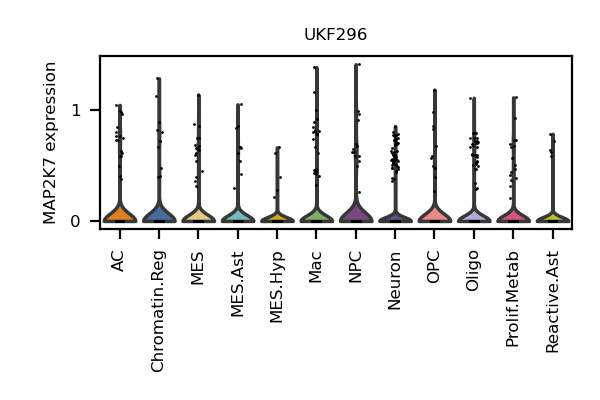 UKF296
MAP2K7 expression
1
0
AC
Chromatin.Reg
MES
MES.Ast
MES.Hyp
Mac
NPC
Neuron
OPC
Oligo
Prolif.Metab
Reactive.Ast